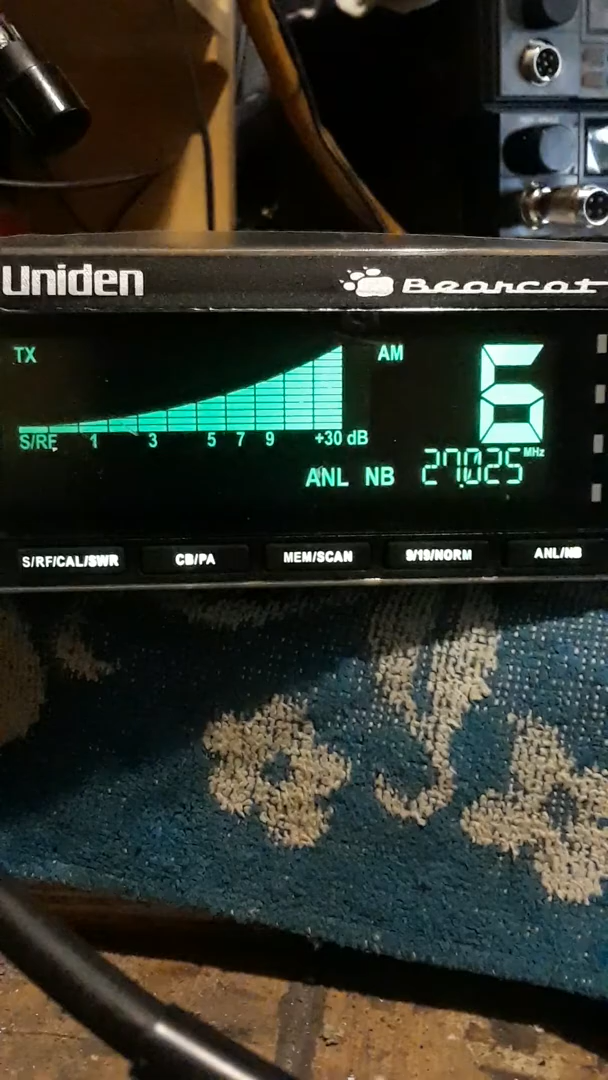 Uniden Bearcat
TX AM 6
S/RF 1 3 5 7 9 +30 dB
ANL NB 27.025 MHz
S/RF/CAL/SWR CB/PA MEM/SCAN 9/19/NORM ANL/NB